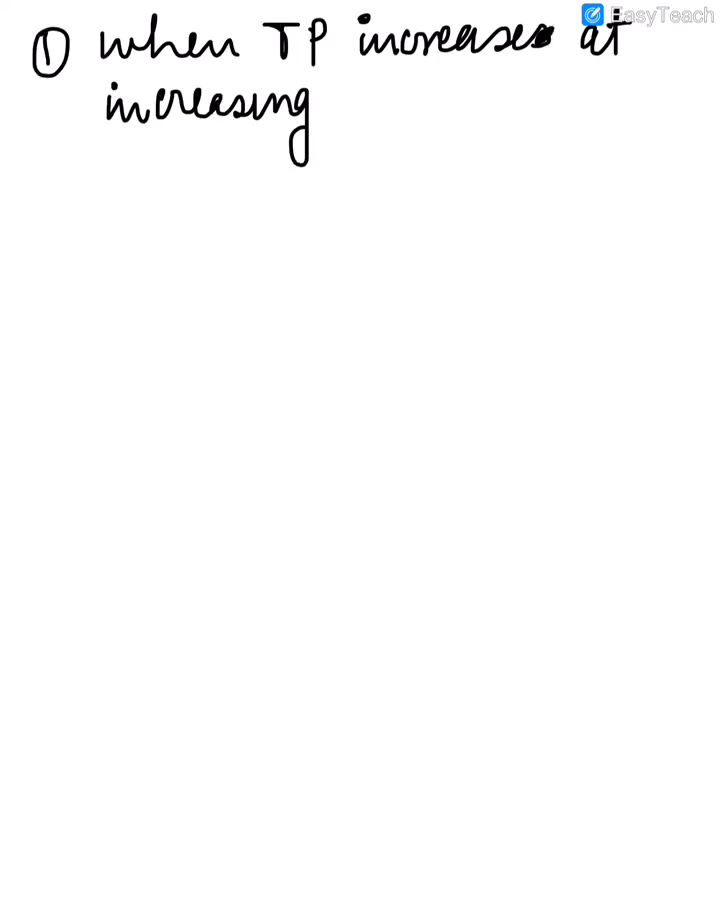 EasyTeach
① when TP increases at
increasing